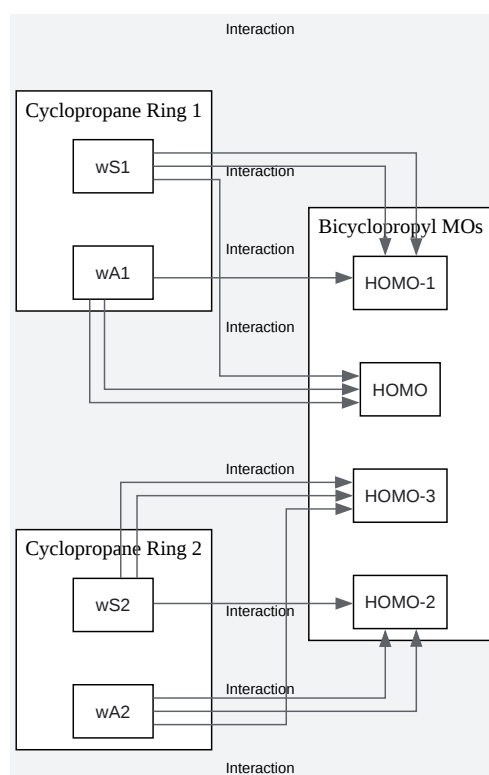 Interaction
Cyclopropane Ring 1
wS1
Interaction
Bicyclopropyl MOs
Interaction
wA1
HOMO-1
Interaction
HOMO
Interaction
HOMO-3
Cyclopropane Ring 2
wS2
HOMO-2
Interaction
Interaction
wA2
Interaction